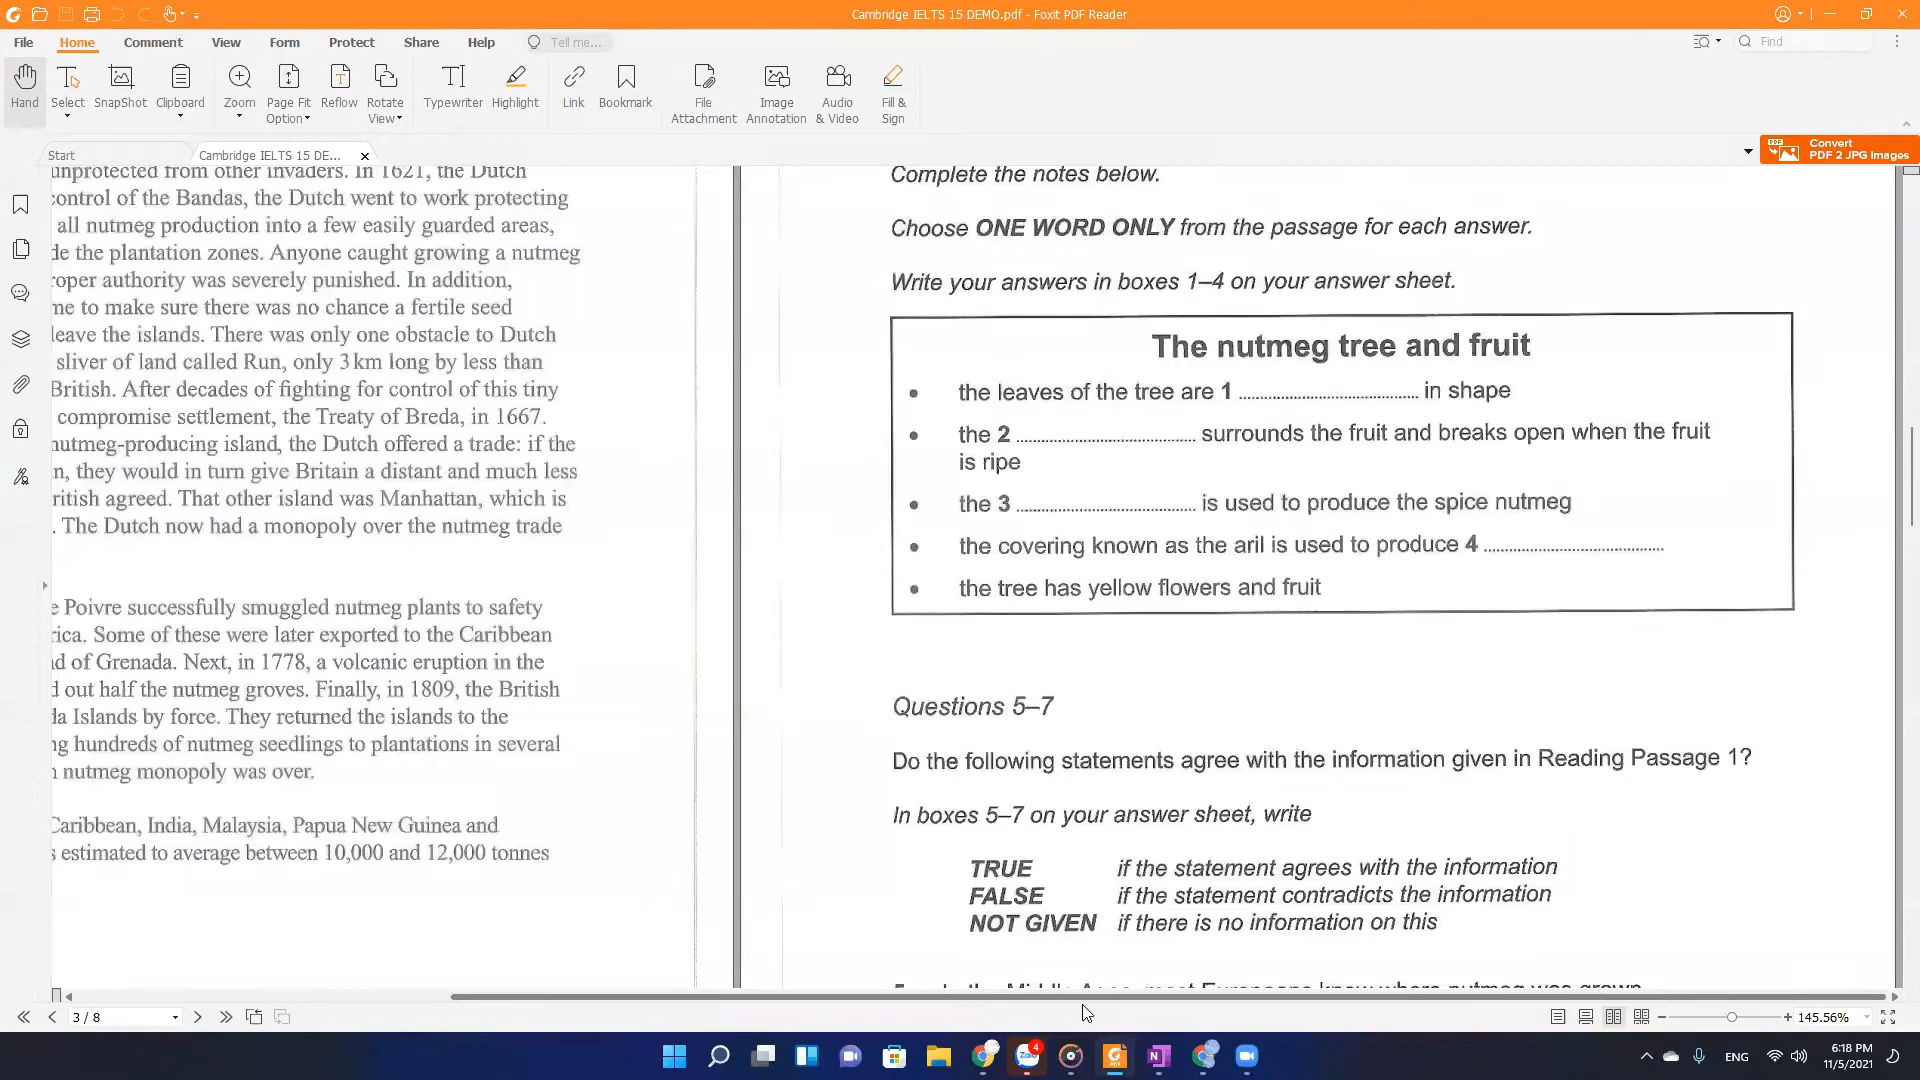 Cambridge IELTS 15 DEMO.pdf - Foxit PDF Reader
File Home Comment View Form Protect Share Help Tell me... Find
Hand Select SnapShot Clipboard Zoom Page Fit Option Reflow Rotate View Typewriter Highlight Link Bookmark File Attachment Image Annotation Audio & Video Fill & Sign
Start Cambridge IELTS 15 DE...
Convert
PDF 2 JPG Images
unprotected from other invaders. In 1621, the Dutch
control of the Bandas, the Dutch went to work protecting
all nutmeg production into a few easily guarded areas,
de the plantation zones. Anyone caught growing a nutmeg
roper authority was severely punished. In addition,
me to make sure there was no chance a fertile seed
leave the islands. There was only one obstacle to Dutch
sliver of land called Run, only 3 km long by less than
British. After decades of fighting for control of this tiny
compromise settlement, the Treaty of Breda, in 1667.
nutmeg-producing island, the Dutch offered a trade: if the
n, they would in turn give Britain a distant and much less
ritish agreed. That other island was Manhattan, which is
. The Dutch now had a monopoly over the nutmeg trade
e Poivre successfully smuggled nutmeg plants to safety
rica. Some of these were later exported to the Caribbean
nd of Grenada. Next, in 1778, a volcanic eruption in the
d out half the nutmeg groves. Finally, in 1809, the British
da Islands by force. They returned the islands to the
ng hundreds of nutmeg seedlings to plantations in several
n nutmeg monopoly was over.
Caribbean, India, Malaysia, Papua New Guinea and
s estimated to average between 10,000 and 12,000 tonnes
Complete the notes below.
Choose ONE WORD ONLY from the passage for each answer.
Write your answers in boxes 1–4 on your answer sheet.
The nutmeg tree and fruit
• the leaves of the tree are 1 .................... in shape
• the 2 .................... surrounds the fruit and breaks open when the fruit
is ripe
• the 3 .................... is used to produce the spice nutmeg
• the covering known as the aril is used to produce 4 ....................
• the tree has yellow flowers and fruit
Questions 5–7
Do the following statements agree with the information given in Reading Passage 1?
In boxes 5–7 on your answer sheet, write
TRUE if the statement agrees with the information
FALSE if the statement contradicts the information
NOT GIVEN if there is no information on this
3 / 8
145.56%
Zalo 4
ENG
6:18 PM
11/5/2021